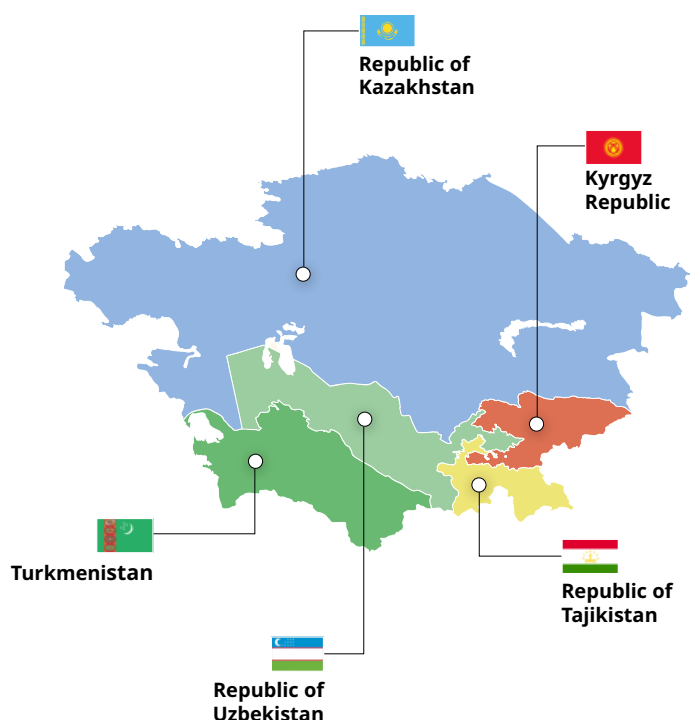 Republic of
Kazakhstan
Kyrgyz
Republic
Turkmenistan
Republic of
Tajikistan
Republic of
Uzbekistan